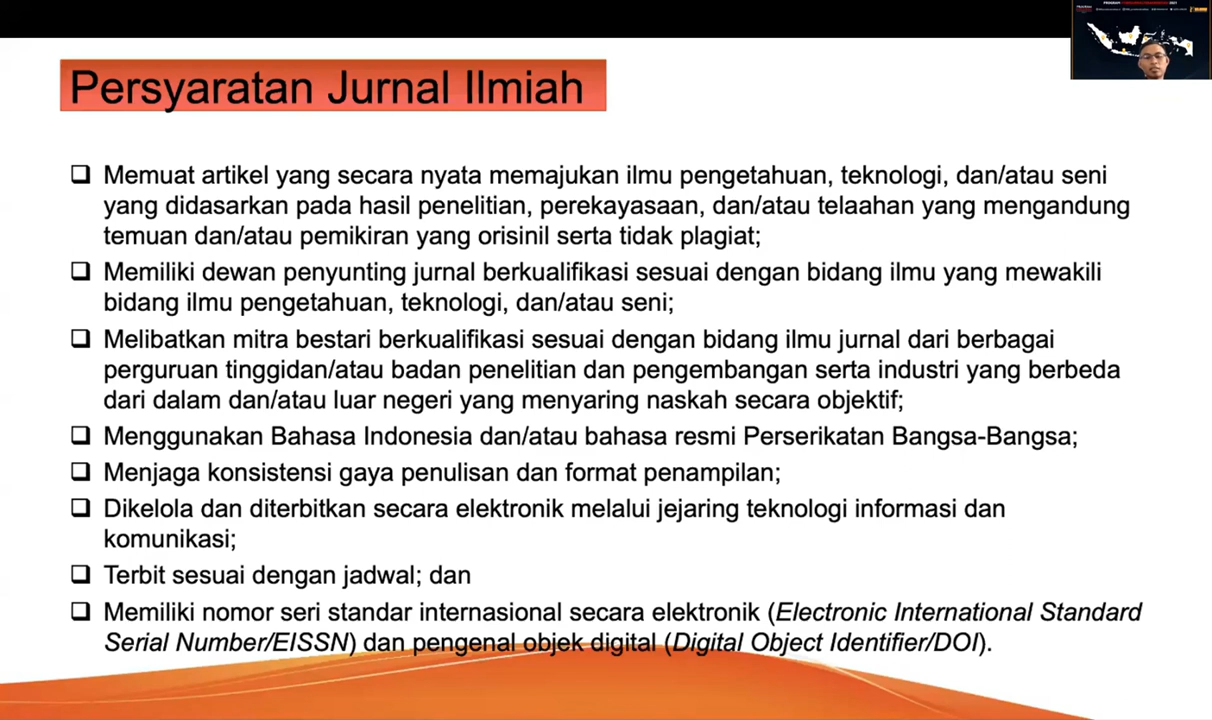 Persyaratan Jurnal Ilmiah
Memuat artikel yang secara nyata memajukan ilmu pengetahuan, teknologi, dan/atau seni
yang didasarkan pada hasil penelitian, perekayasaan, dan/atau telaahan yang mengandung
temuan dan/atau pemikiran yang orisinil serta tidak plagiat;
Memiliki dewan penyunting jurnal berkualifikasi sesuai dengan bidang ilmu yang mewakili
bidang ilmu pengetahuan, teknologi, dan/atau seni;
Melibatkan mitra bestari berkualifikasi sesuai dengan bidang ilmu jurnal dari berbagai
perguruan tinggidan/atau badan penelitian dan pengembangan serta industri yang berbeda
dari dalam dan/atau luar negeri yang menyaring naskah secara objektif;
Menggunakan Bahasa Indonesia dan/atau bahasa resmi Perserikatan Bangsa-Bangsa;
Menjaga konsistensi gaya penulisan dan format penampilan;
Dikelola dan diterbitkan secara elektronik melalui jejaring teknologi informasi dan
komunikasi;
Terbit sesuai dengan jadwal; dan
Memiliki nomor seri standar internasional secara elektronik (Electronic International Standard
Serial Number/EISSN) dan pengenal objek digital (Digital Object Identifier/DOI).